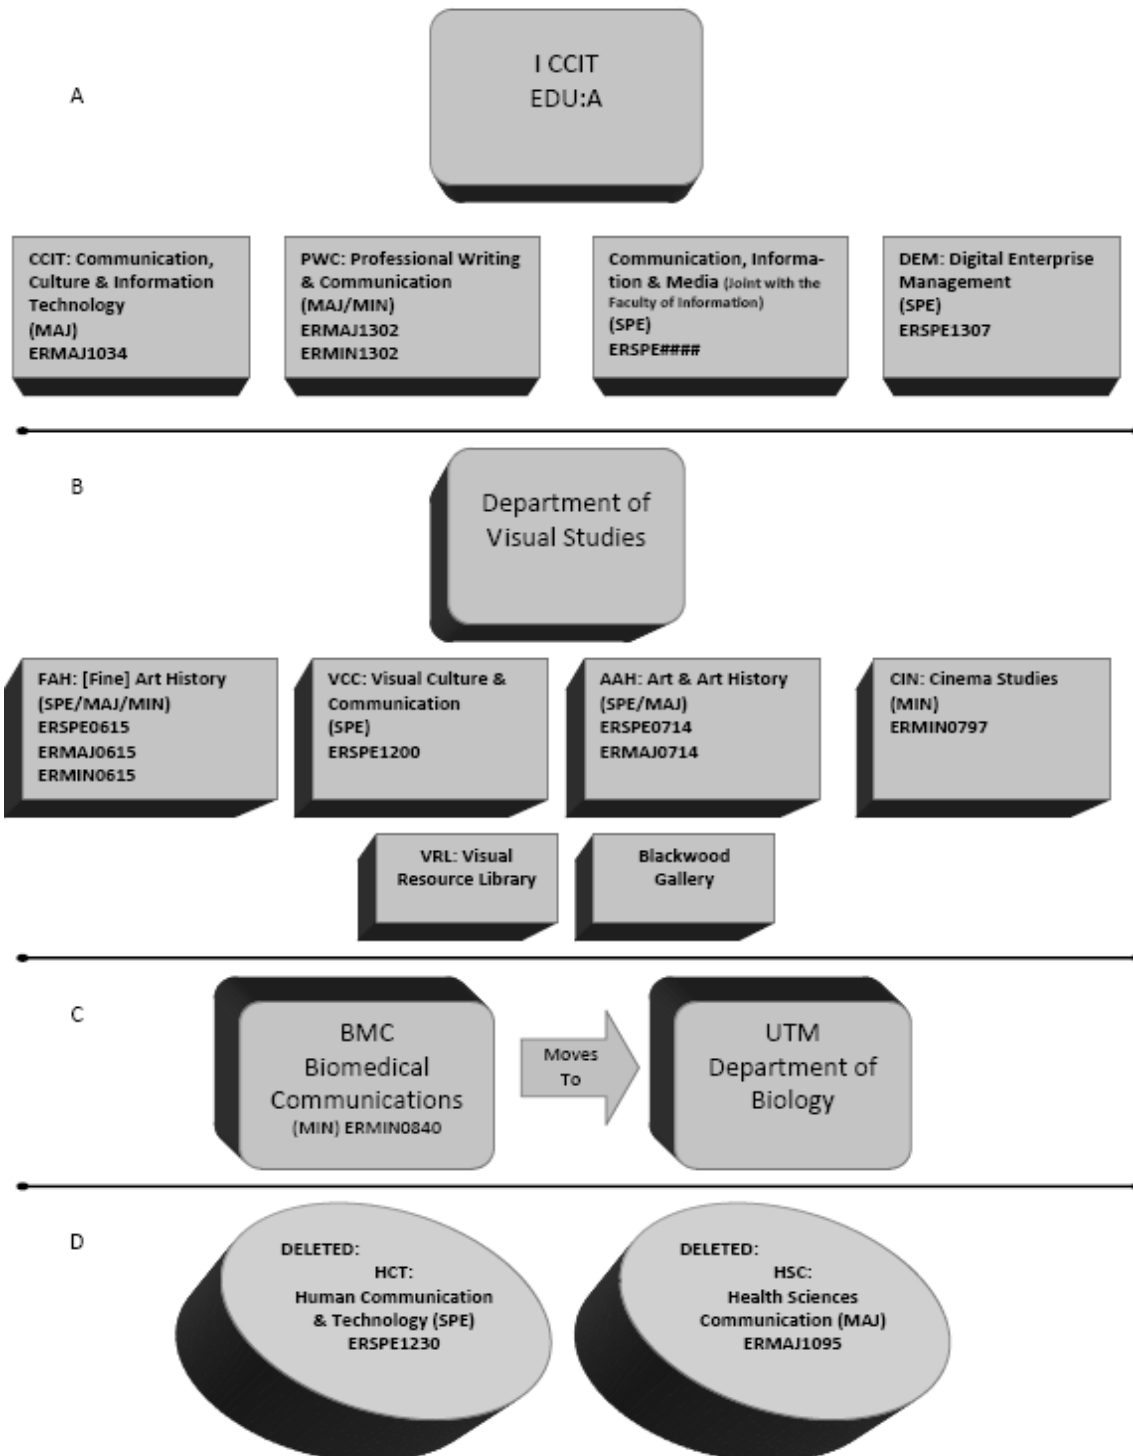 A
I CCIT
EDU:A
CCIT: Communication,
Culture & Information
Technology
(MAJ)
ERMAJ1034
PWC: Professional Writing
& Communication
(MAJ/MIN)
ERMAJ1302
ERMIN1302
Communication, Informa-
tion & Media (Joint with the
Faculty of Information)
(SPE)
ERSPE####
DEM: Digital Enterprise
Management
(SPE)
ERSPE1307
B
Department of
Visual Studies
FAH: [Fine] Art History
(SPE/MAJ/MIN)
ERSPE0615
ERMAJ0615
ERMIN0615
VCC: Visual Culture &
Communication
(SPE)
ERSPE1200
AAH: Art & Art History
(SPE/MAJ)
ERSPE0714
ERMAJ0714
CIN: Cinema Studies
(MIN)
ERMIN0797
VRL: Visual
Resource Library
Blackwood
Gallery
C
BMC
Biomedical
Communications
(MIN) ERMIN0840
Moves
To
UTM
Department of
Biology
D
DELETED:
HCT:
Human Communication
& Technology (SPE)
ERSPE1230
DELETED:
HSC:
Health Sciences
Communication (MAJ)
ERMAJ1095